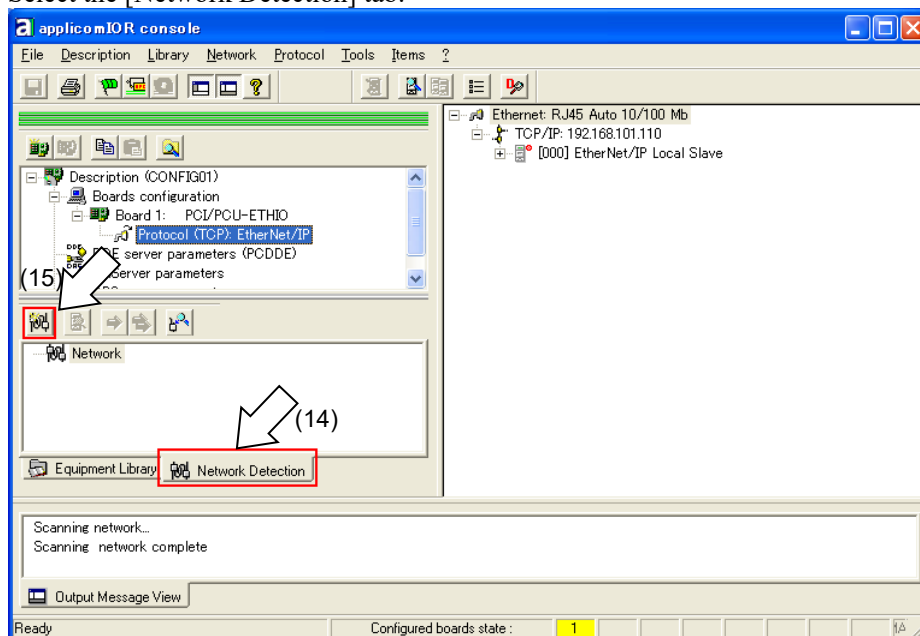 Select the [Network Detection] tab.
applicomIOR console
File Description Library Network Protocol Tools Items ?
Ethernet: RJ45 Auto 10/100 Mb
TCP/IP: 192.168.101.110
[000] EtherNet/IP Local Slave
Description (CONFIG01)
Boards configuration
Board 1: PCI/PCU-ETHIO
Protocol (TCP): EtherNet/IP
DDE server parameters (PCDDE)
Server parameters
(15)
Network
(14)
Equipment Library Network Detection
Scanning network...
Scanning network complete
Output Message View
Ready Configured boards state : 1